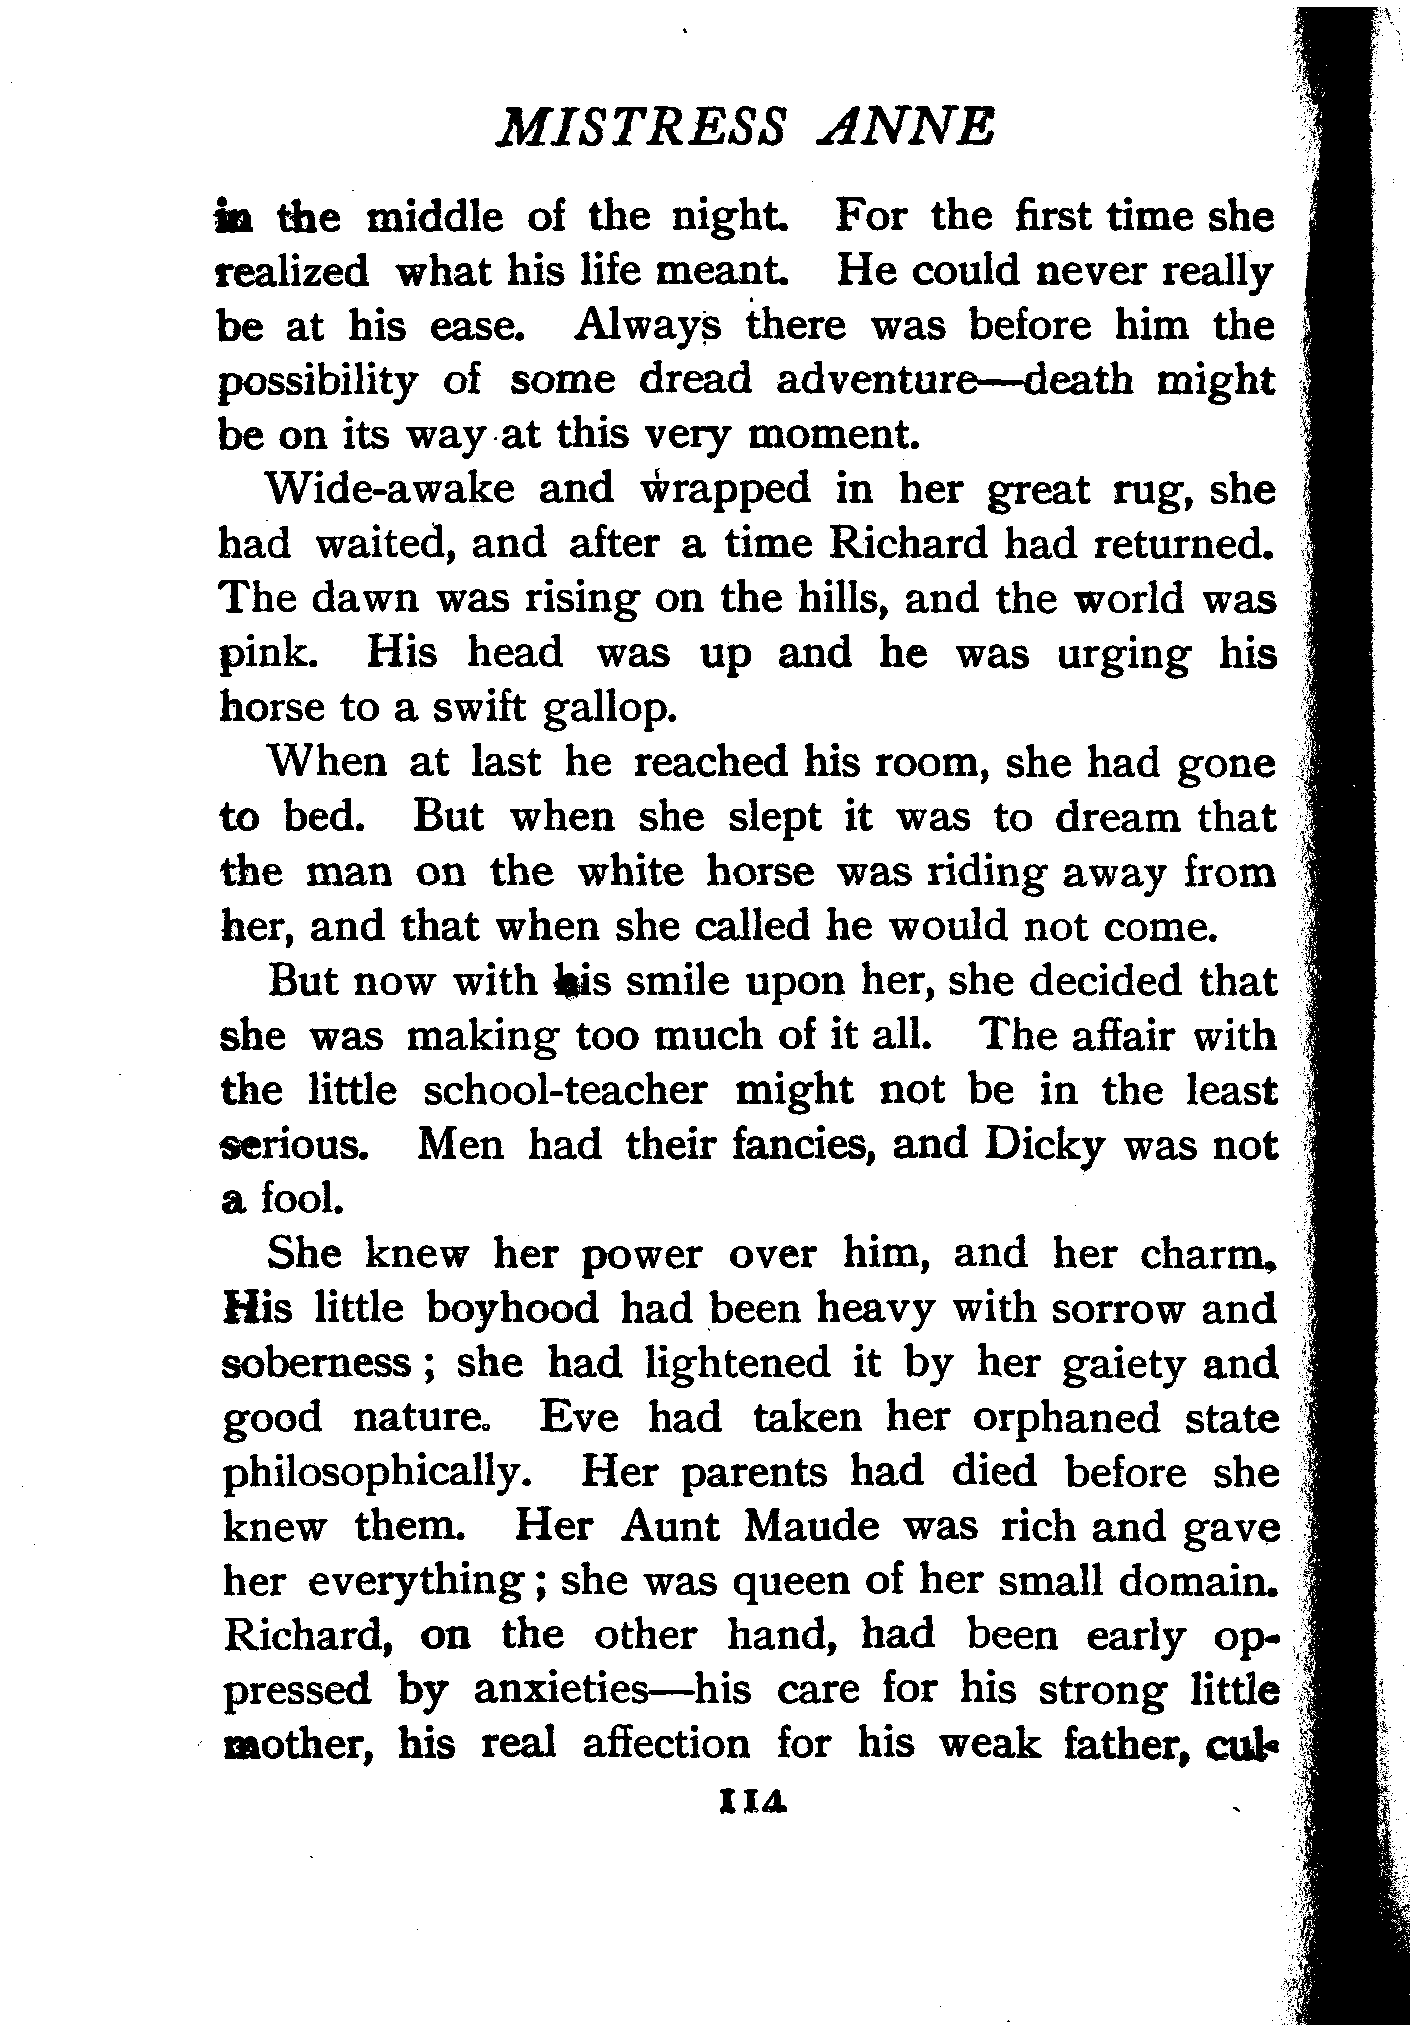 MISTRESS ANNE
in the middle of the night. For the first time she
realized what his life meant. He could never really
be at his ease. Always there was before him the
possibility of some dread adventure—death might
be on its way at this very moment.
Wide-awake and wrapped in her great rug, she
had waited, and after a time Richard had returned.
The dawn was rising on the hills, and the world was
pink. His head was up and he was urging his
horse to a swift gallop.
When at last he reached his room, she had gone
to bed. But when she slept it was to dream that
the man on the white horse was riding away from
her, and that when she called he would not come.
But now with his smile upon her, she decided that
she was making too much of it all. The affair with
the little school-teacher might not be in the least
serious. Men had their fancies, and Dicky was not
a fool.
She knew her power over him, and her charm.
His little boyhood had been heavy with sorrow and
soberness; she had lightened it by her gaiety and
good nature. Eve had taken her orphaned state
philosophically. Her parents had died before she
knew them. Her Aunt Maude was rich and gave
her everything; she was queen of her small domain.
Richard, on the other hand, had been early op-
pressed by anxieties—his care for his strong little
mother, his real affection for his weak father, cul-
114